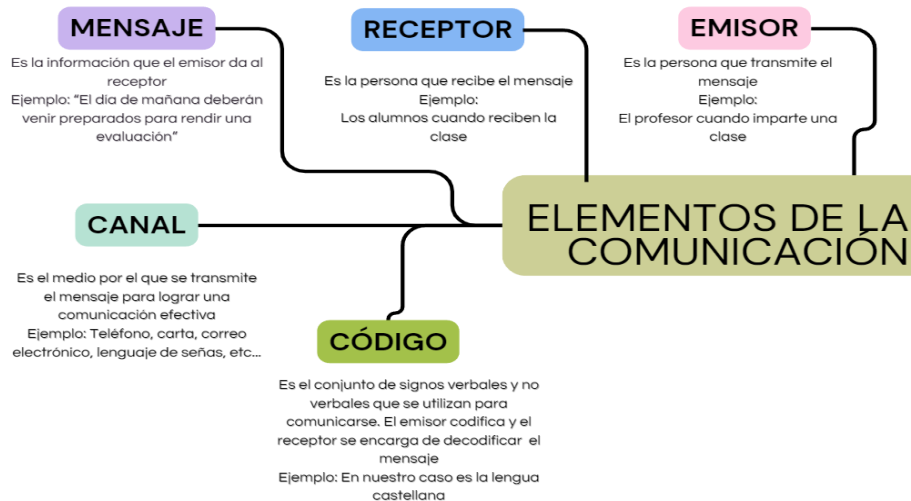 MENSAJE
Es la información que el emisor da al
receptor
Ejemplo: “El día de mañana deberán
venir preparados para rendir una
evaluación”
RECEPTOR
Es la persona que recibe el mensaje
Ejemplo:
Los alumnos cuando reciben la
clase
EMISOR
Es la persona que transmite el
mensaje
Ejemplo:
El profesor cuando imparte una
clase
ELEMENTOS DE LA
COMUNICACIÓN
CANAL
Es el medio por el que se transmite
el mensaje para lograr una
comunicación efectiva
Ejemplo: Teléfono, carta, correo
electrónico, lenguaje de señas, etc...
CÓDIGO
Es el conjunto de signos verbales y no
verbales que se utilizan para
comunicarse. El emisor codifica y el
receptor se encarga de decodificar el
mensaje
Ejemplo: En nuestro caso es la lengua
castellana